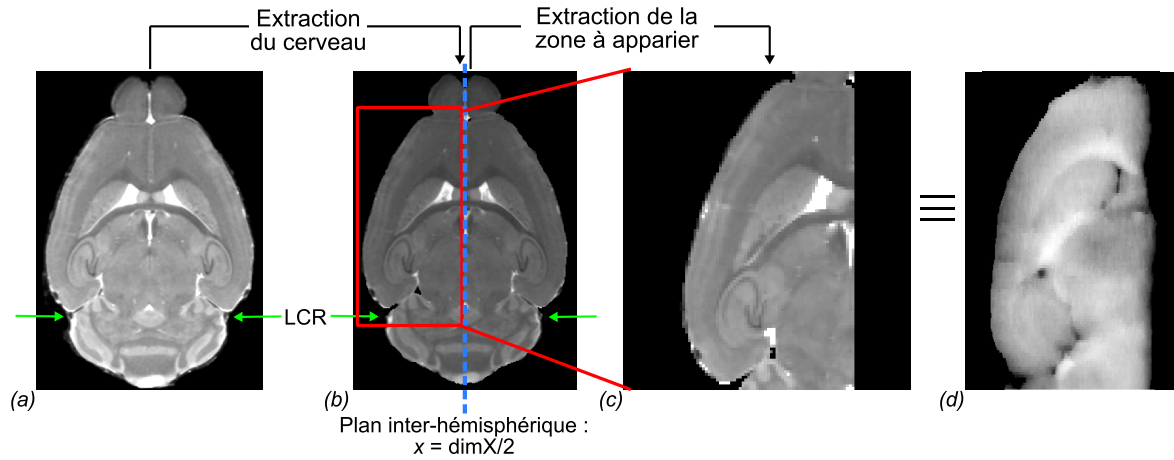 Extraction
du cerveau
Extraction de la
zone à apparier
LCR
(a)
(b)
(c)
(d)
Plan inter-hémisphérique :
x = dimX/2